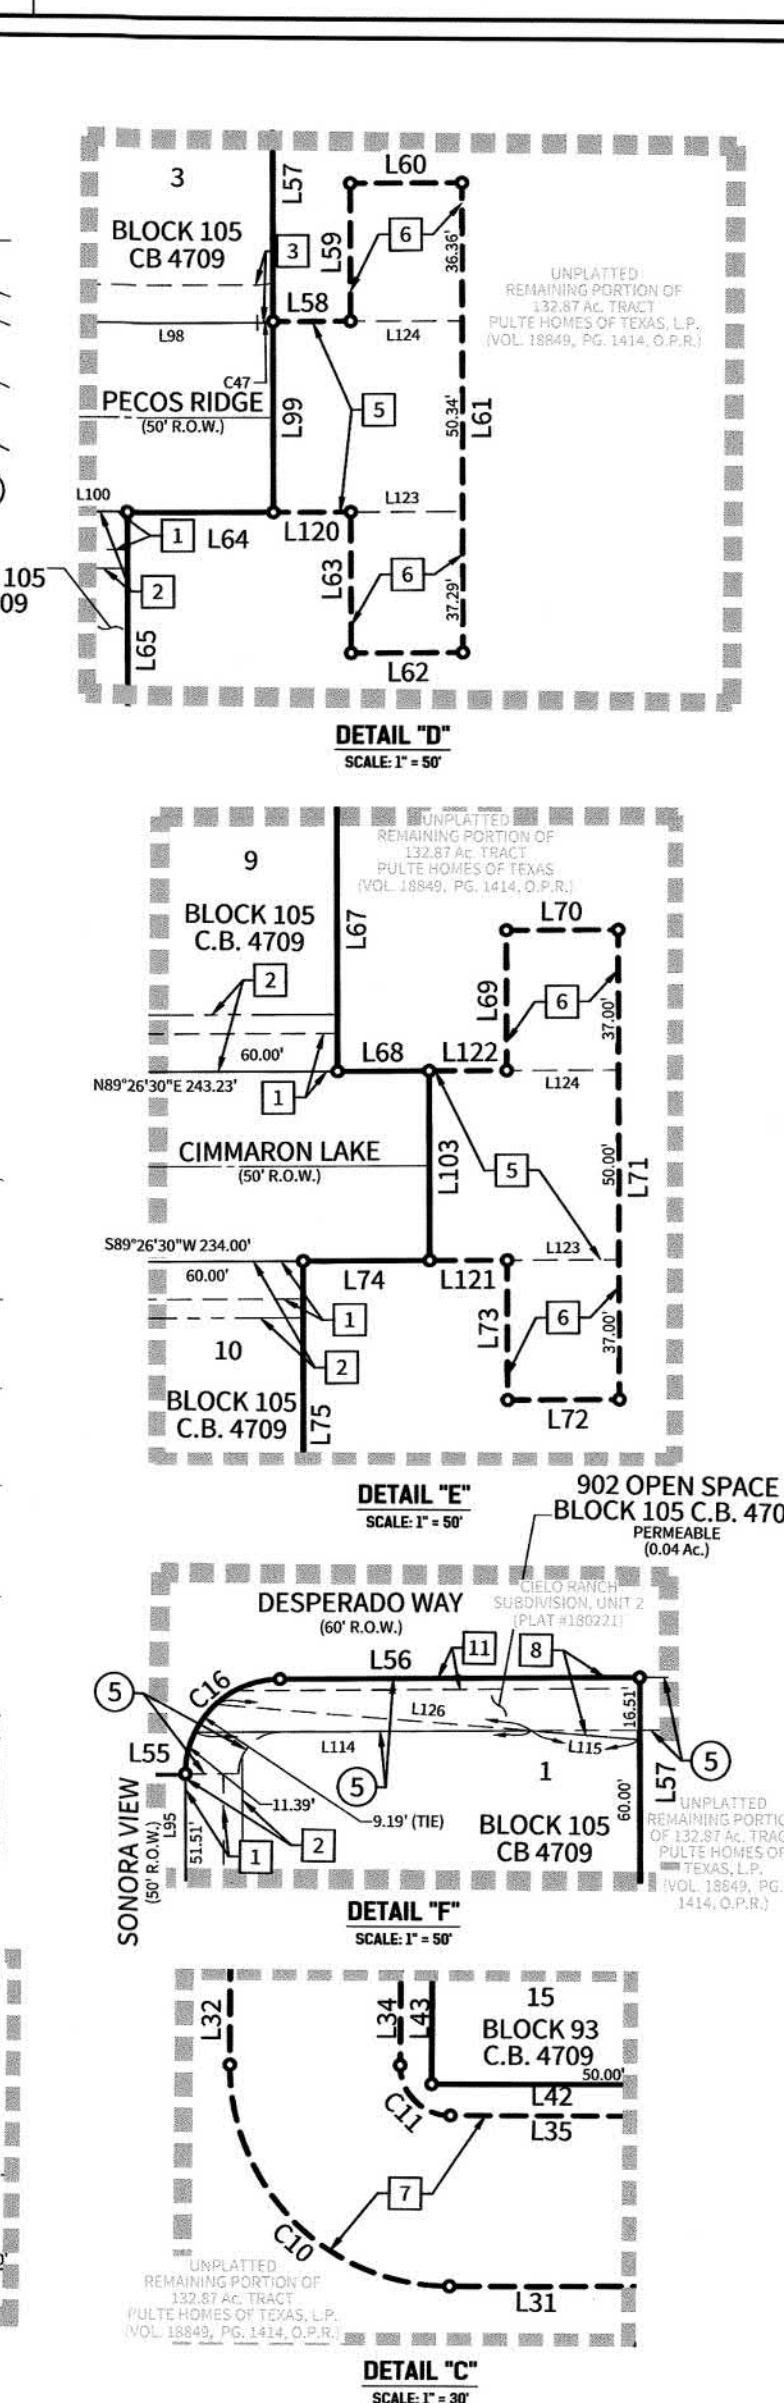 3
BLOCK 105
CB 4709
L57
L60
L59
6
36.36'
3
L58
L98
L124
UNPLATTED
REMAINING PORTION OF
132.87 Ac. TRACT
PULTE HOMES OF TEXAS, L.P.
(VOL. 18849, PG. 1414, O.P.R.)
C47
PECOS RIDGE
(50' R.O.W.)
L99
5
50.34'
L61
L100
L123
1
L64
L120
105
09
2
L63
6
37.29'
L65
L62
DETAIL "D"
SCALE: 1" = 50'
UNPLATTED
REMAINING PORTION OF
132.87 Ac. TRACT
PULTE HOMES OF TEXAS
(VOL. 18849, PG. 1414, O.P.R.)
9
BLOCK 105
C.B. 4709
L67
L70
2
L69
6
37.00'
60.00'
L68
L122
N89°26'30"E 243.23'
1
L124
CIMMARON LAKE
(50' R.O.W.)
L103
5
50.00'
L71
S89°26'30"W 234.00'
60.00'
L74
L121
L123
1
L73
6
37.00'
10
2
BLOCK 105
C.B. 4709
L75
L72
DETAIL "E"
SCALE: 1" = 50'
902 OPEN SPACE
BLOCK 105 C.B. 470
PERMEABLE
(0.04 Ac.)
DESPERADO WAY
(60' R.O.W.)
CIELO RANCH
SUBDIVISION, UNIT 2
(PLAT #180221)
L56
11
8
C16
5
L126
16.51'
L55
L114
L115
5
1
5
L57
11.39'
9.19' (TIE)
60.00'
UNPLATTED
REMAINING PORTIO
OF 132.87 Ac. TRAC
PULTE HOMES OF
TEXAS, L.P.
(VOL. 18849, PG.
1414, O.P.R.)
SONORA VIEW
(50' R.O.W.)
L95
51.51'
1
2
BLOCK 105
CB 4709
DETAIL "F"
SCALE: 1" = 50'
L32
L34
L43
15
BLOCK 93
C.B. 4709
50.00'
L42
C11
L35
7
C10
UNPLATTED
REMAINING PORTION OF
132.87 Ac. TRACT
PULTE HOMES OF TEXAS, L.P.
(VOL. 18849, PG. 1414, O.P.R.)
L31
DETAIL "C"
SCALE: 1" = 30'